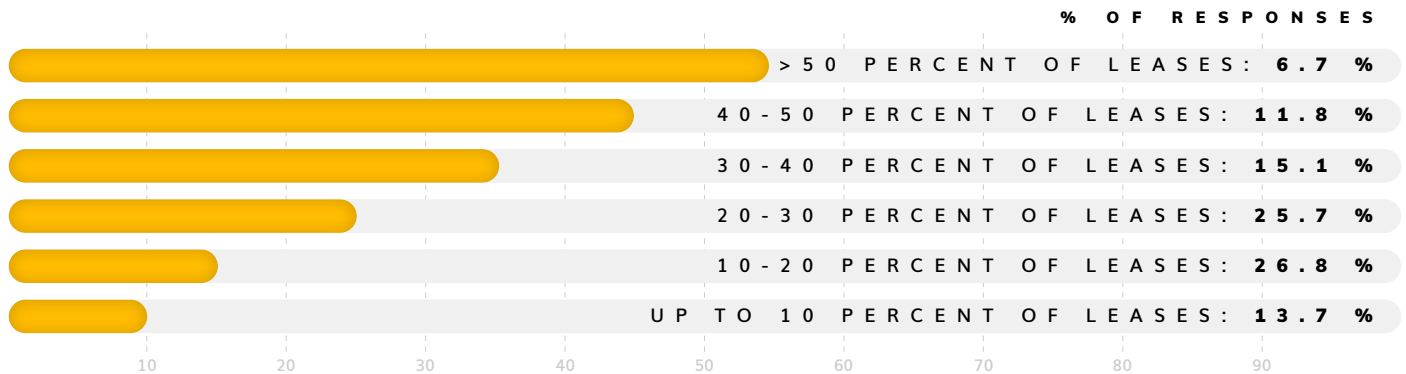 % OF RESPONSES
>50 PERCENT OF LEASES: 6.7 %
40-50 PERCENT OF LEASES: 11.8 %
30-40 PERCENT OF LEASES: 15.1 %
20-30 PERCENT OF LEASES: 25.7 %
10-20 PERCENT OF LEASES: 26.8 %
UP TO 10 PERCENT OF LEASES: 13.7 %
10 20 30 40 50 60 70 80 90